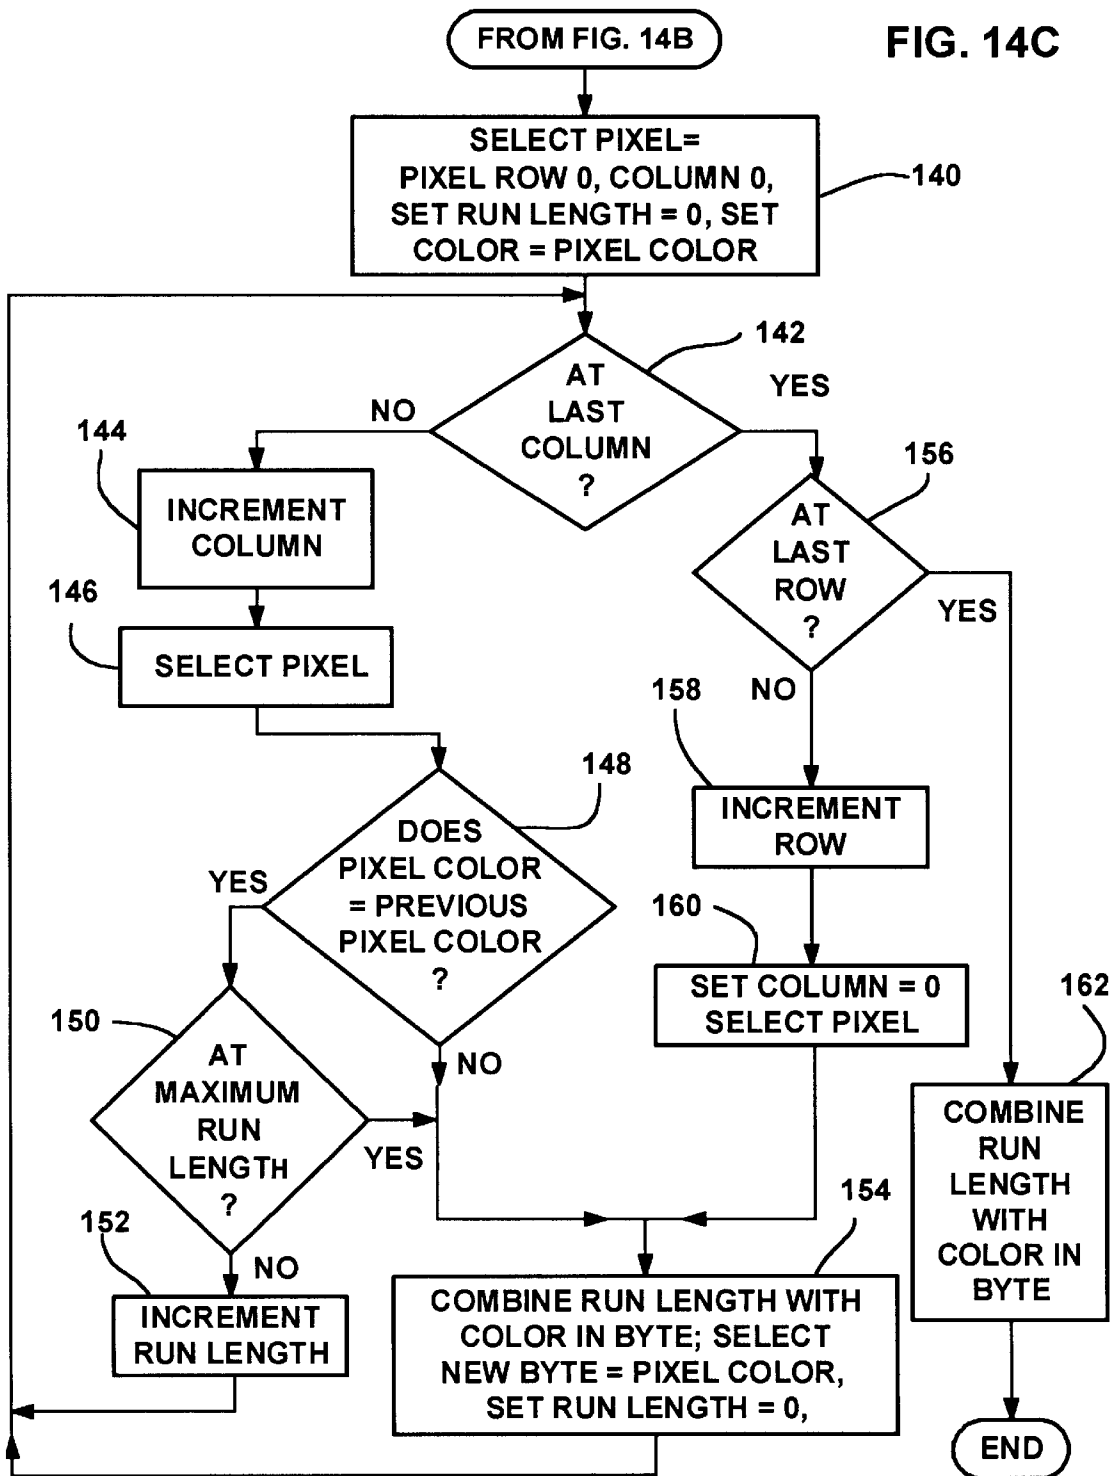 FROM FIG. 14B
FIG. 14C
SELECT PIXEL=
PIXEL ROW 0, COLUMN 0,
SET RUN LENGTH = 0, SET
COLOR = PIXEL COLOR
140
142
AT
LAST
COLUMN
?
NO
YES
144
INCREMENT
COLUMN
156
AT
LAST
ROW
?
YES
NO
146
SELECT PIXEL
148
DOES
PIXEL COLOR
= PREVIOUS
PIXEL COLOR
?
YES
NO
158
INCREMENT
ROW
160
SET COLUMN = 0
SELECT PIXEL
150
AT
MAXIMUM
RUN
LENGTH
?
YES
NO
152
INCREMENT
RUN LENGTH
154
COMBINE RUN LENGTH WITH
COLOR IN BYTE; SELECT
NEW BYTE = PIXEL COLOR,
SET RUN LENGTH = 0,
162
COMBINE
RUN
LENGTH
WITH
COLOR IN
BYTE
END